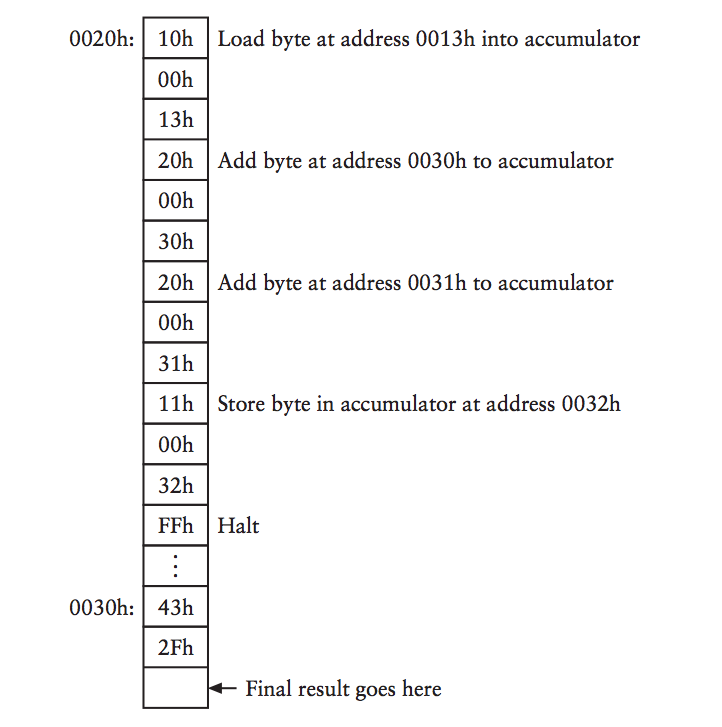 0020h: 10h Load byte at address 0013h into accumulator
00h
13h
20h Add byte at address 0030h to accumulator
00h
30h
20h Add byte at address 0031h to accumulator
00h
31h
11h Store byte in accumulator at address 0032h
00h
32h
FFh Halt
⋮
0030h: 43h
2Fh
Final result goes here